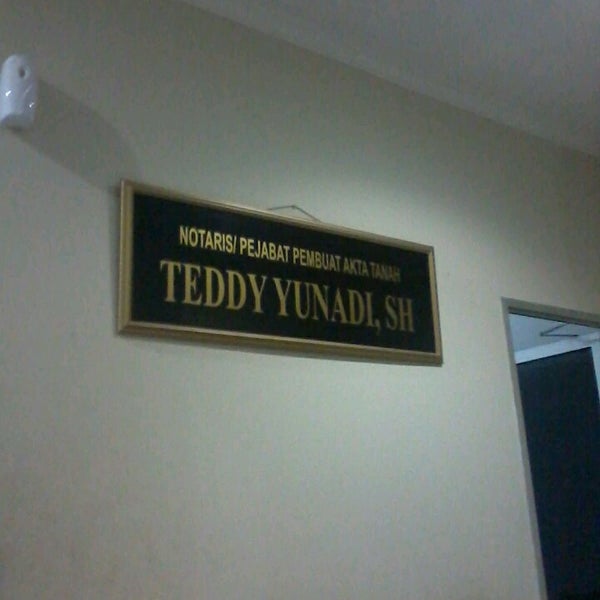 NOTARIS/ PEJABAT PEMBUAT AKTA TANAH
TEDDY YUNADI, SH